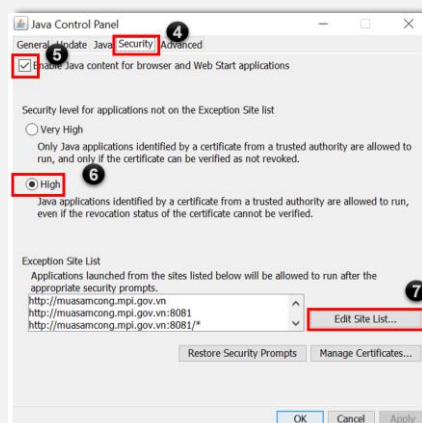 Java Control Panel
4
General Update Java Security Advanced
5
Enable Java content for browser and Web Start applications
Security level for applications not on the Exception Site list
Very High
Only Java applications identified by a certificate from a trusted authority are allowed to
run, and only if the certificate can be verified as not revoked.
6
High
Java applications identified by a certificate from a trusted authority are allowed to run,
even if the revocation status of the certificate cannot be verified.
Exception Site List
Applications launched from the sites listed below will be allowed to run after the
appropriate security prompts.
7
http://muasamcong.mpi.gov.vn
http://muasamcong.mpi.gov.vn:8081
http://muasamcong.mpi.gov.vn:8081/*
Edit Site List...
Restore Security Prompts Manage Certificates...
OK Cancel Apply